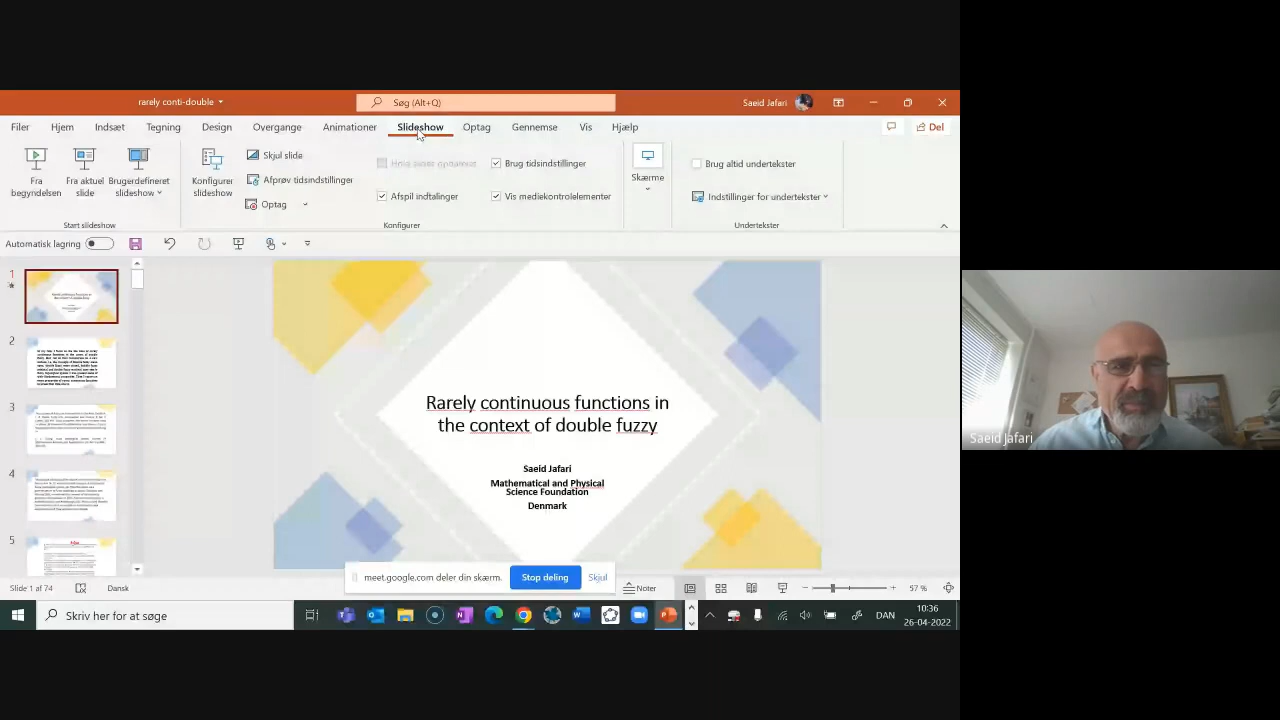 rarely conti-double
Søg (Alt+Q)
Saeid Jafari
Filer Hjem Indsæt Tegning Design Overgange Animationer Slideshow Optag Gennemse Vis Hjælp Del
Fra begyndelsen
Fra aktuel slide
Brugerdefineret slideshow
Konfigurer slideshow
Skjul slide
Afprøv tidsindstillinger
Optag
Brug tidsindstillinger
Afspil indtalinger
Vis mediekontrolelementer
Skærme
Brug altid undertekster
Indstillinger for undertekster
Start slideshow
Konfigurer
Undertekster
Automatisk lagring
1
2
3
4
5
Rarely continuous functions in
the context of double fuzzy
Saeid Jafari
Mathematical and Physical
Science Foundation
Denmark
Saeid Jafari
meet.google.com deler din skærm.
Stop deling
Skjul
Slide 1 af 74
Dansk
Noter
57 %
Skriv her for at søge
DAN
10:36
26-04-2022